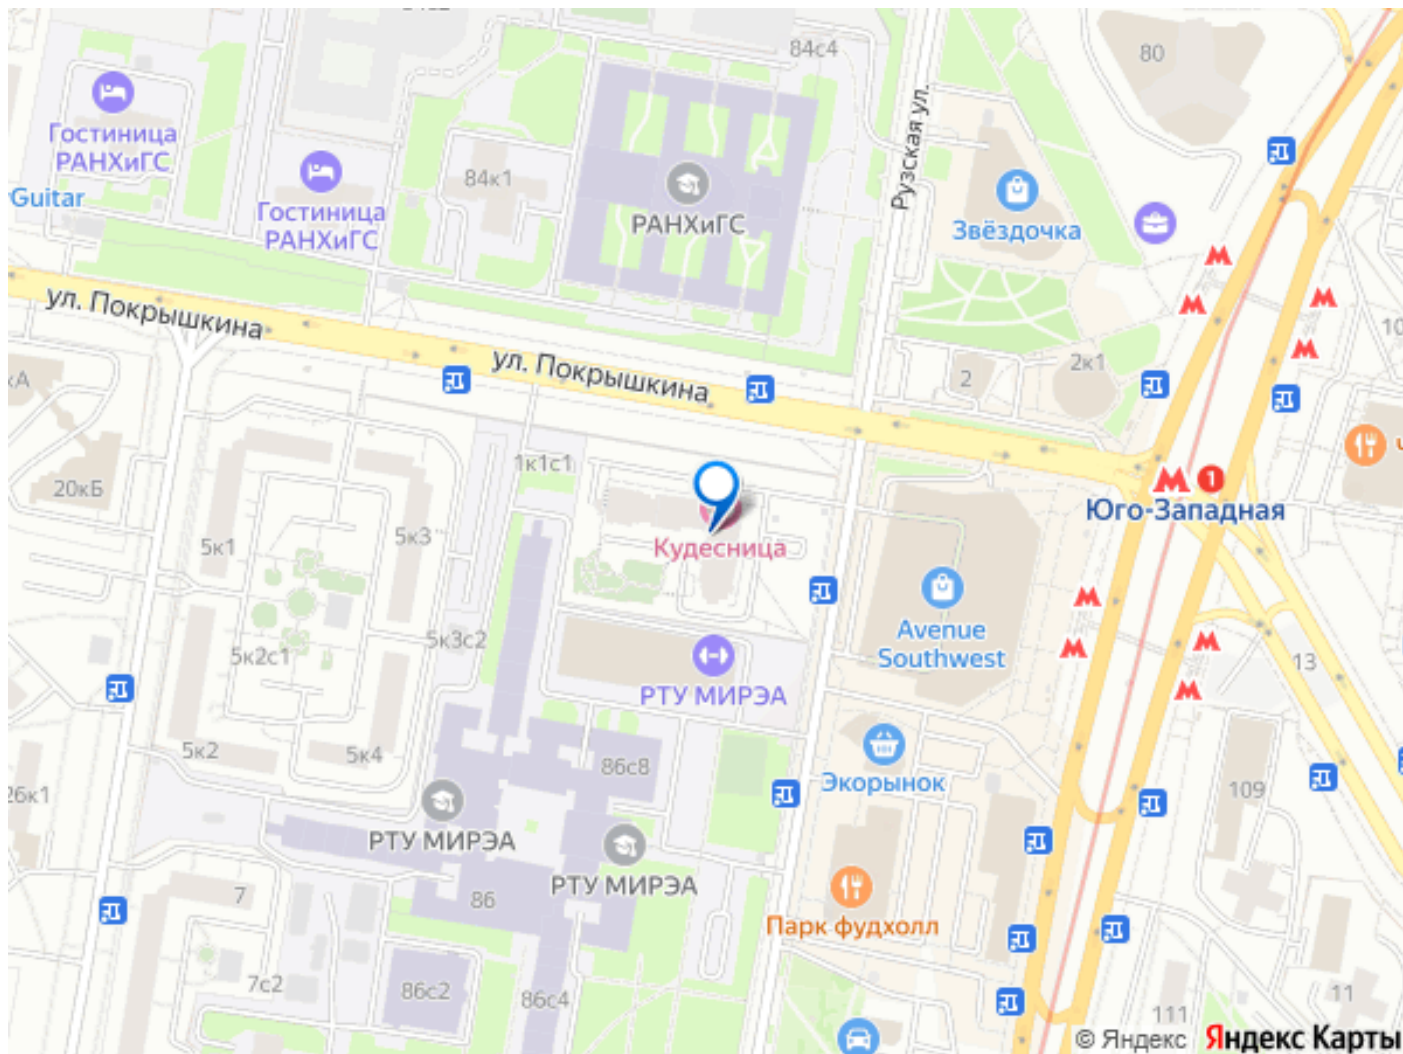 84с4
80
Рузская ул.
Гостиница
РАНХиГС
84к1
Гостиница
РАНХиГС
Guitar
РАНХиГС
Звёздочка
ул. Покрышкина
ул. Покрышкина
2
2к1
20кБ
1к1с1
1
Юго-Западная
5к1
5к3
Кудесница
Avenue
Southwest
5к3с2
5к2с1
РТУ МИРЭА
13
5к2
5к4
86с8
Экорынок
26к1
109
РТУ МИРЭА
РТУ МИРЭА
7
86
Парк фудхолл
7с2
86с2
86с4
11
111
© Яндекс Яндекс Карты